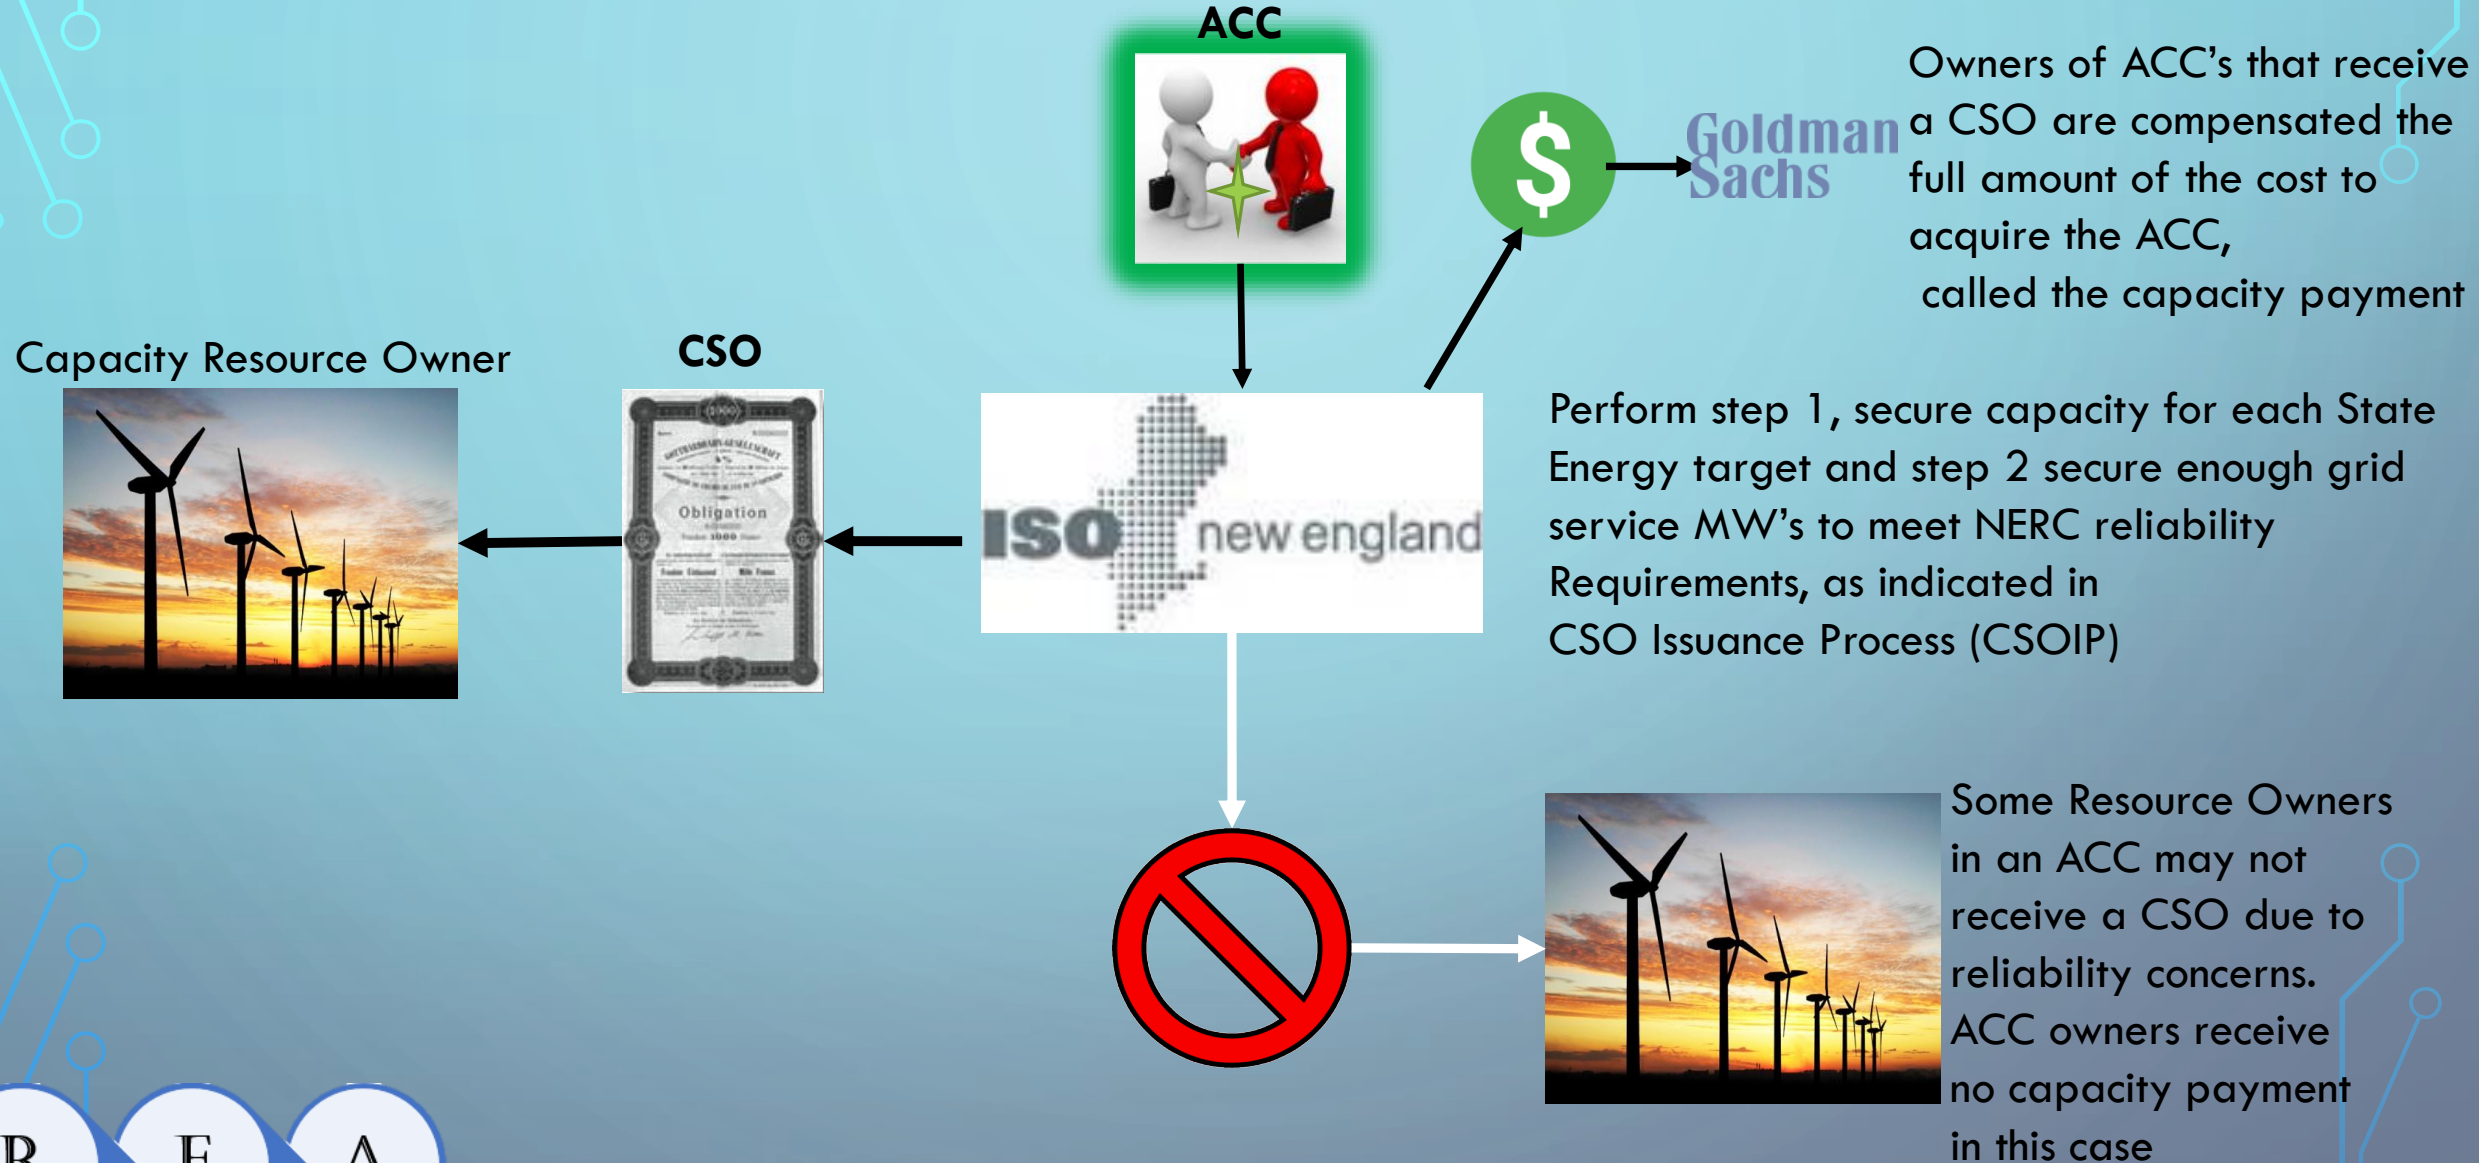 ACC
Owners of ACC's that receive
a CSO are compensated the
full amount of the cost to
acquire the ACC,
called the capacity payment
$
Goldman
Sachs
Capacity Resource Owner
CSO
Obligation
ISO new england
Perform step 1, secure capacity for each State
Energy target and step 2 secure enough grid
service MW's to meet NERC reliability
Requirements, as indicated in
CSO Issuance Process (CSOIP)
Some Resource Owners
in an ACC may not
receive a CSO due to
reliability concerns.
ACC owners receive
no capacity payment
in this case
R E A